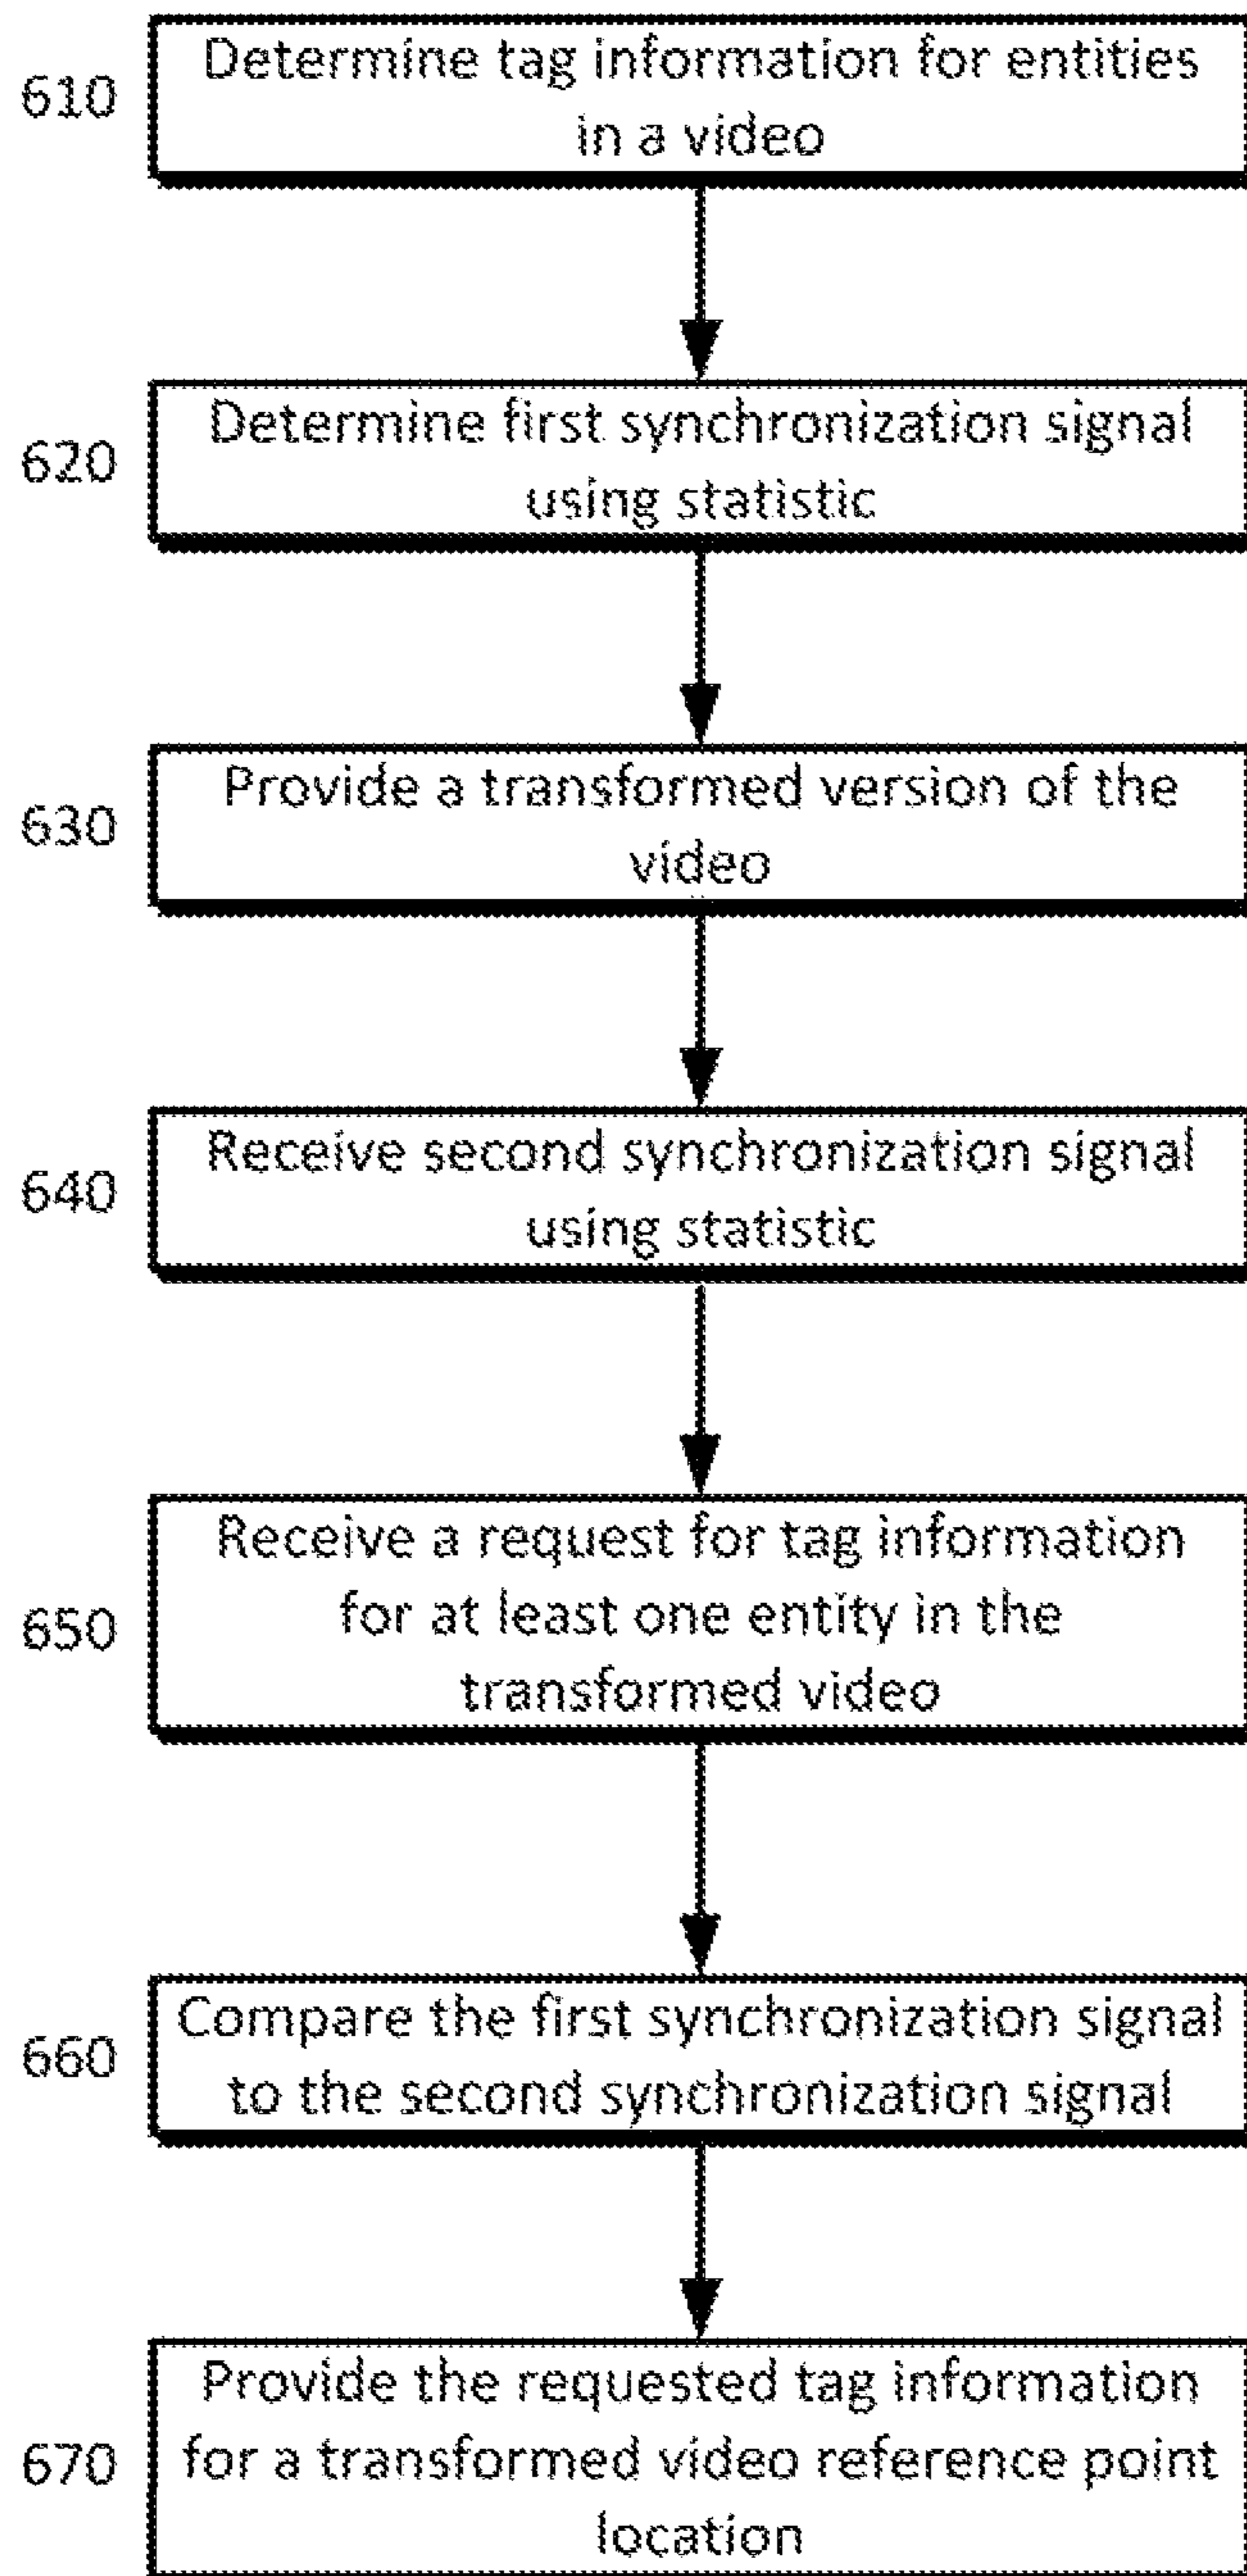 610
Determine tag information for entities
in a video
620
Determine first synchronization signal
using statistic
630
Provide a transformed version of the
video
640
Receive second synchronization signal
using statistic
650
Receive a request for tag information
for at least one entity in the
transformed video
660
Compare the first synchronization signal
to the second synchronization signal
670
Provide the requested tag information
for a transformed video reference point
location